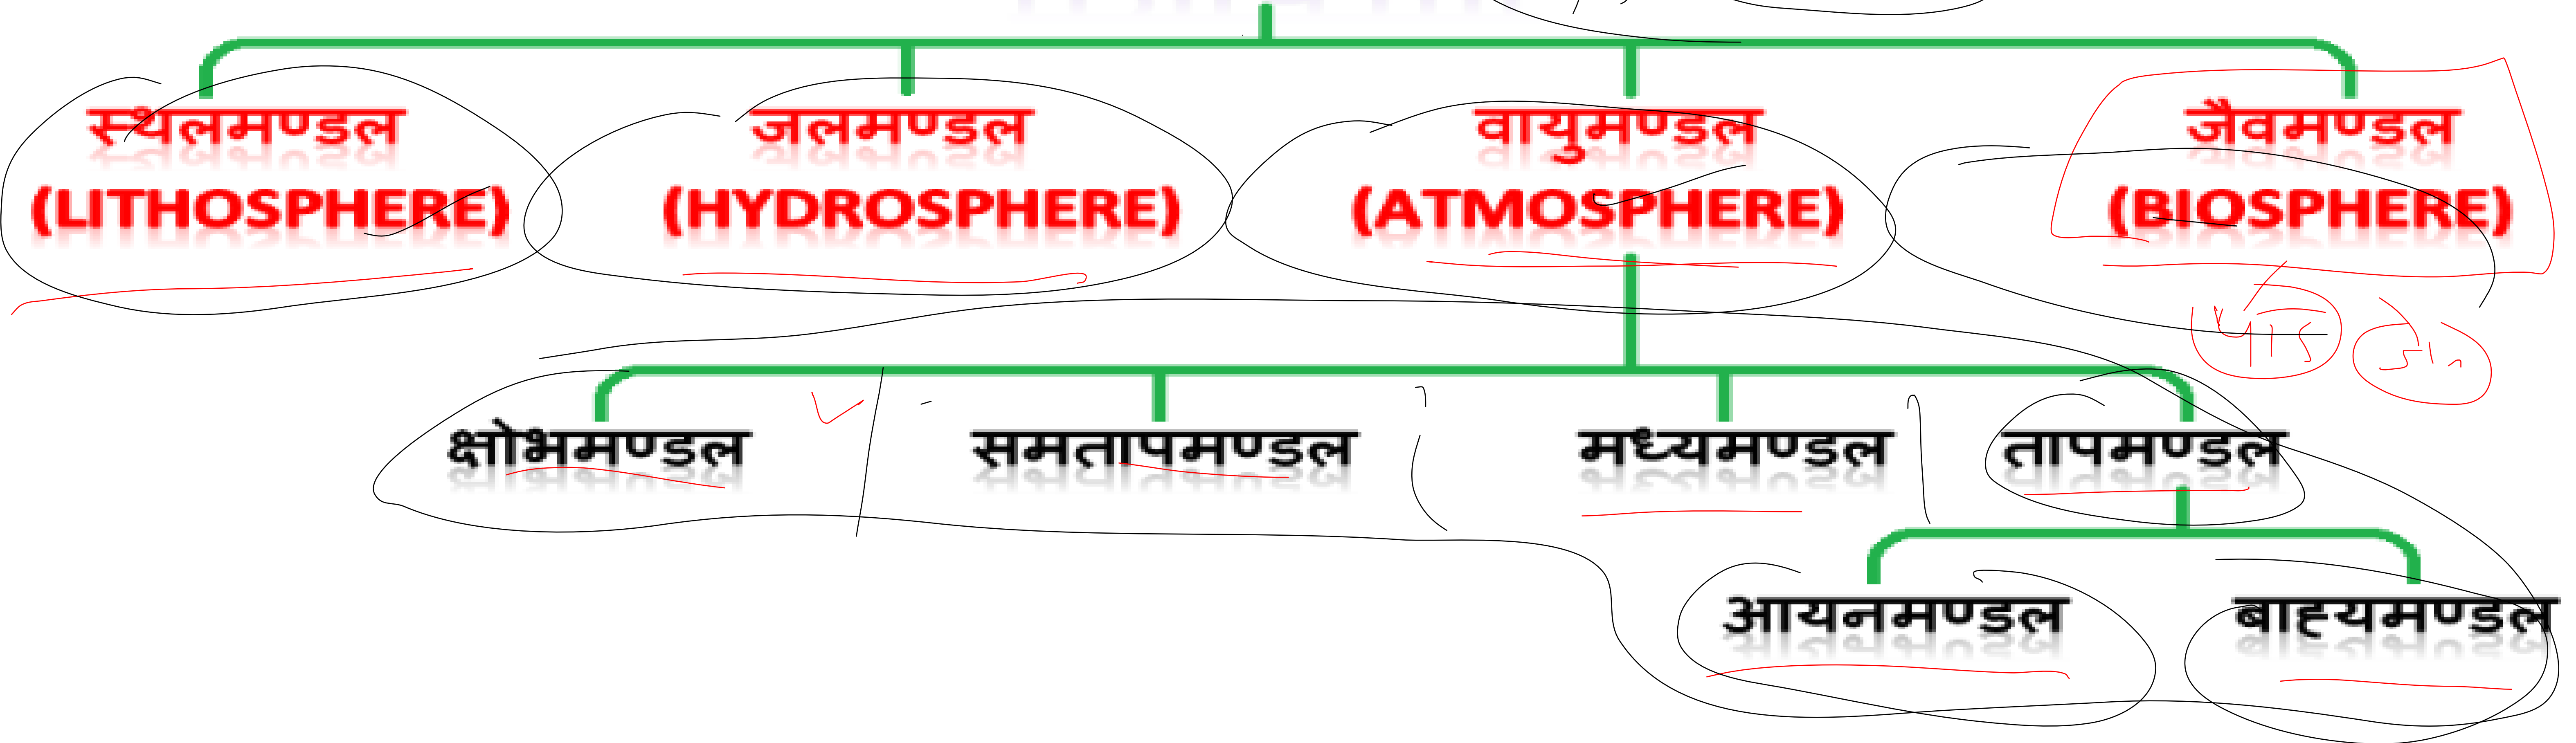 स्थलमण्डल जलमण्डल वायुमण्डल जैवमण्डल
(LITHOSPHERE) (HYDROSPHERE) (ATMOSPHERE) (BIOSPHERE)
क्षोभमण्डल समतापमण्डल मध्यमण्डल तापमण्डल
आयनमण्डल बाह्यमण्डल